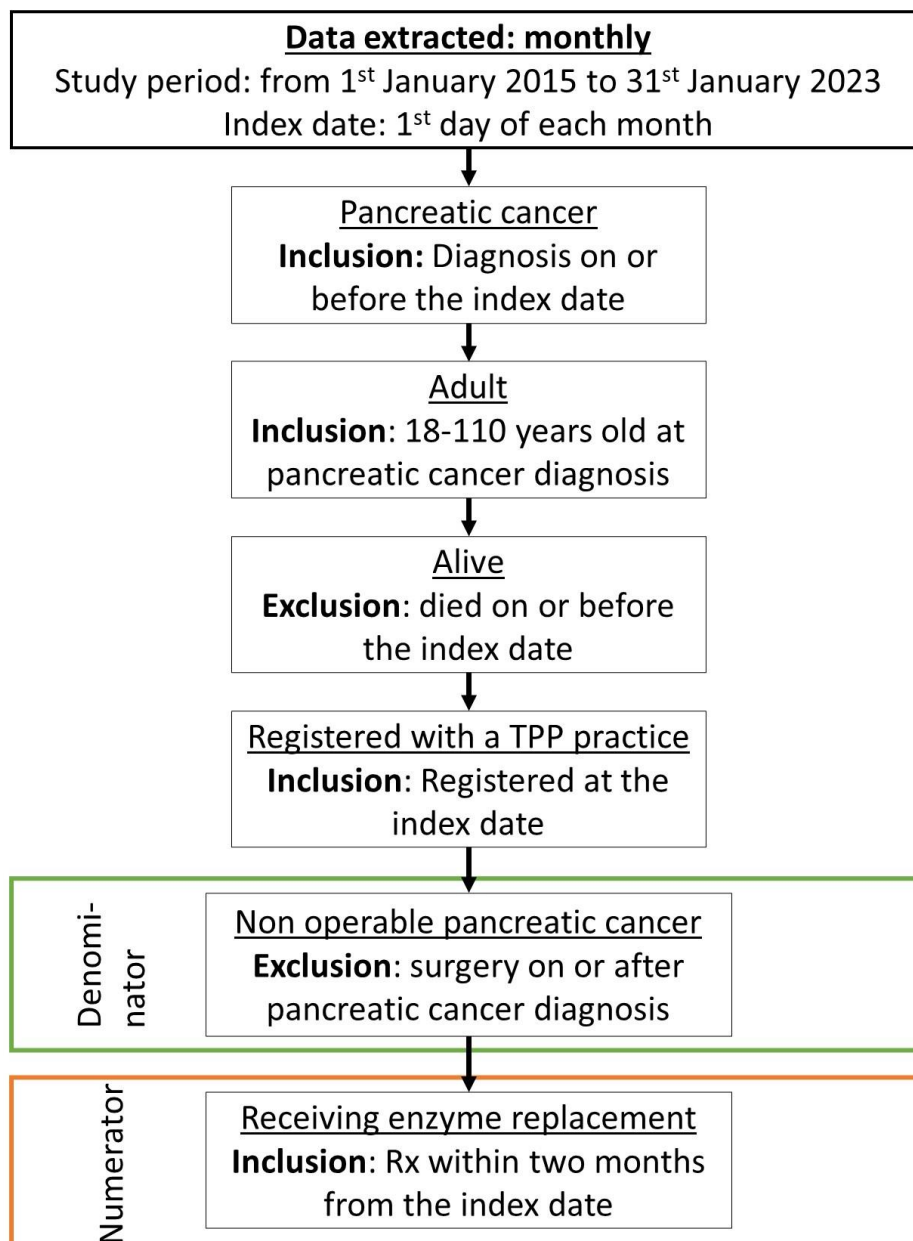 Data extracted: monthly
Study period: from 1st January 2015 to 31st January 2023
Index date: 1st day of each month
Pancreatic cancer
Inclusion: Diagnosis on or
before the index date
Adult
Inclusion: 18-110 years old at
pancreatic cancer diagnosis
Alive
Exclusion: died on or before
the index date
Registered with a TPP practice
Inclusion: Registered at the
index date
Denomi-
nator
Non operable pancreatic cancer
Exclusion: surgery on or after
pancreatic cancer diagnosis
Numerator
Receiving enzyme replacement
Inclusion: Rx within two months
from the index date